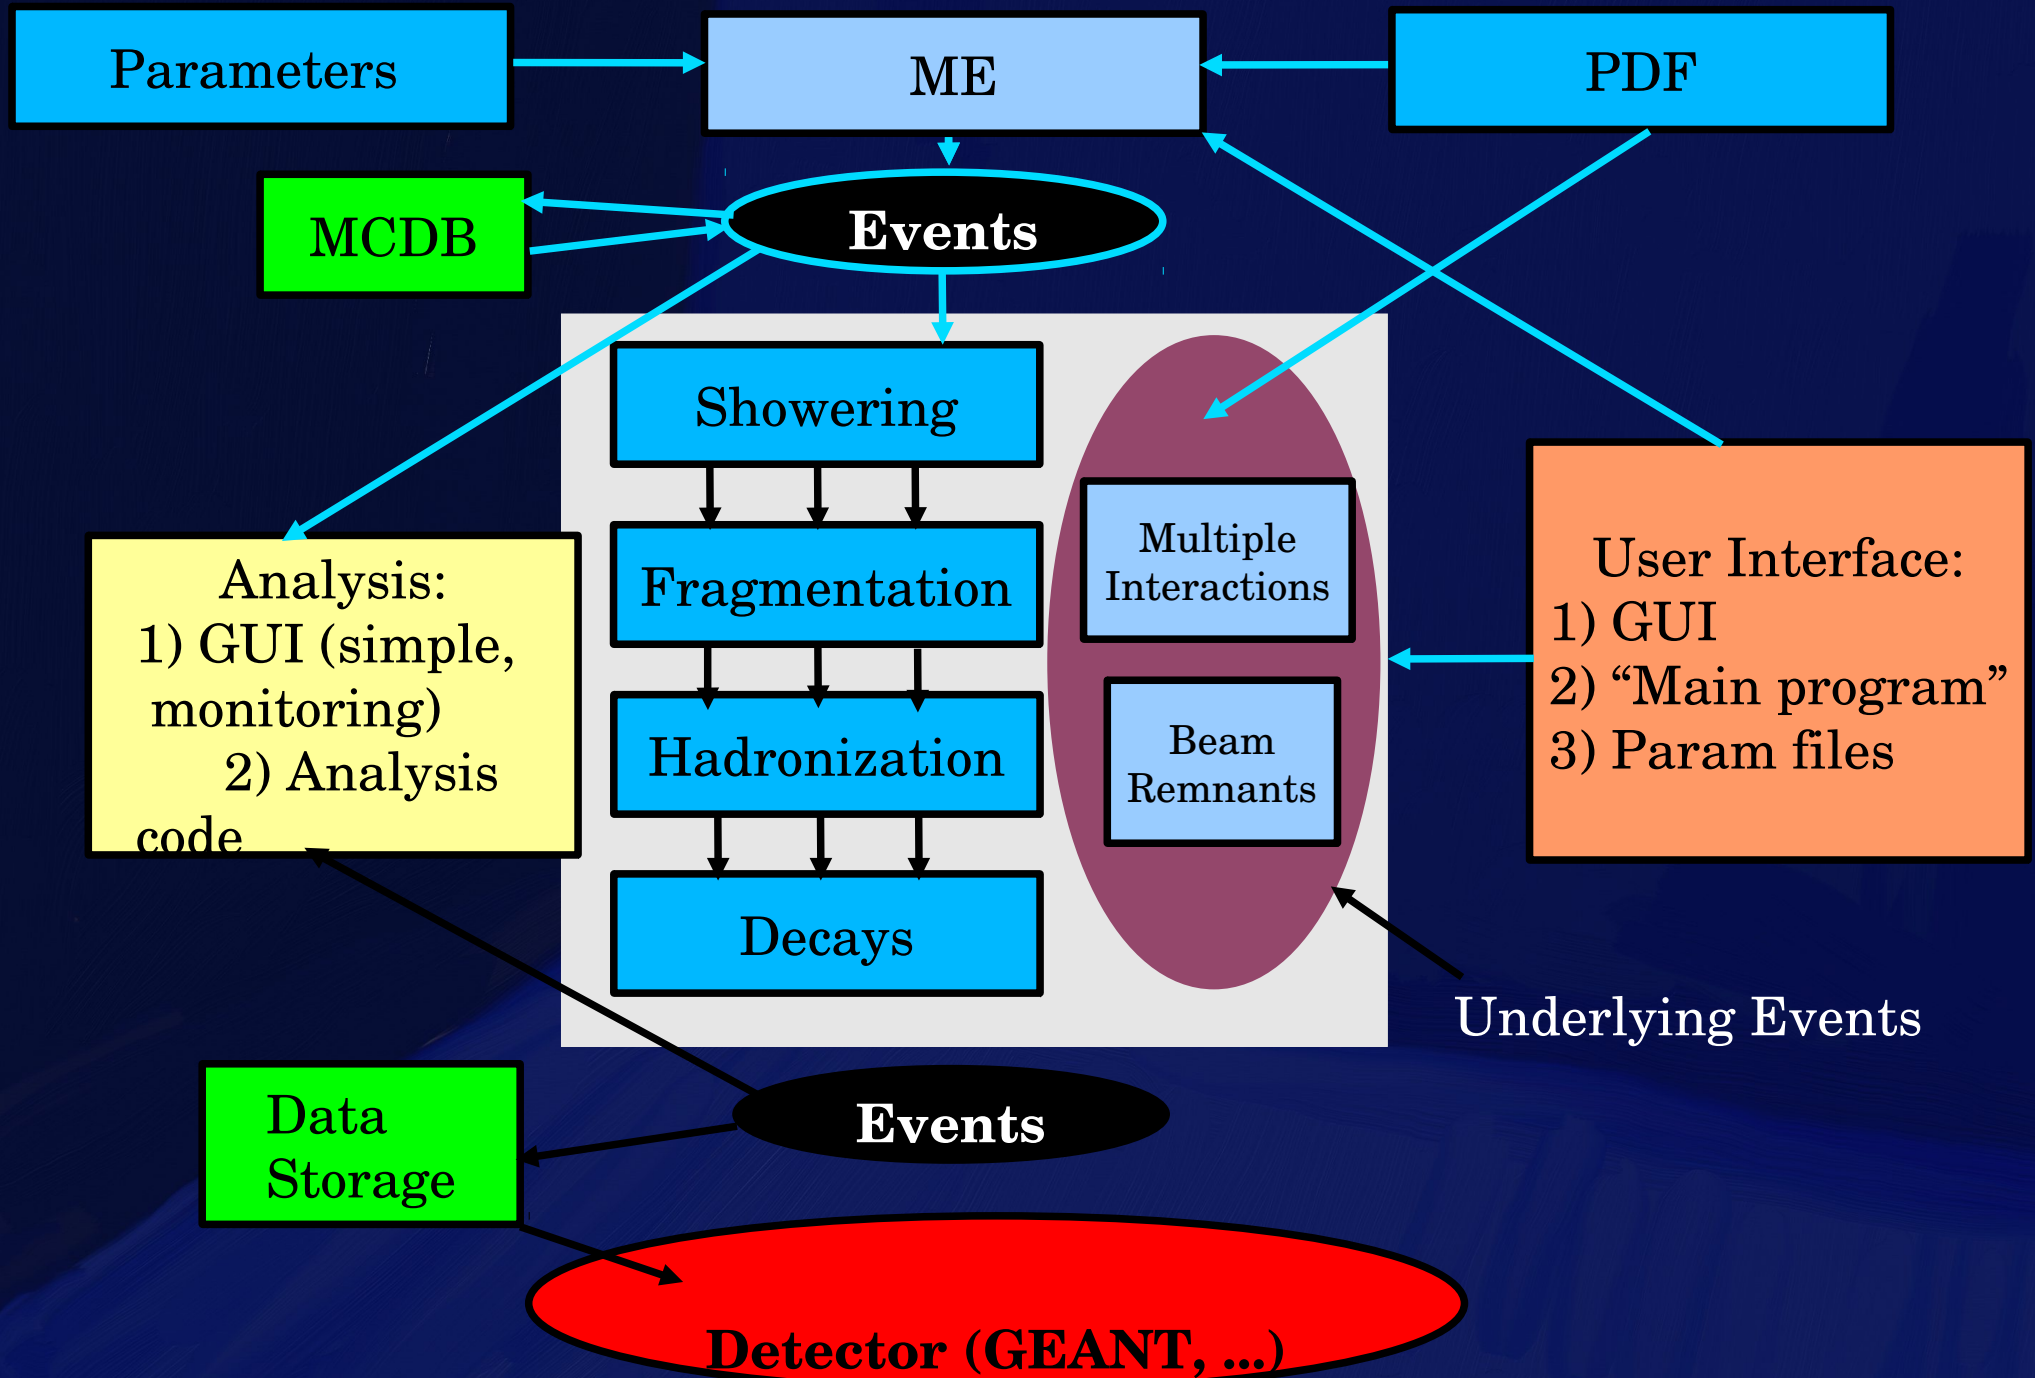 Parameters
ME
PDF
MCDB
Events
Showering
Fragmentation
Hadronization
Decays
Multiple
Interactions
Beam
Remnants
Analysis:
1) GUI (simple,
monitoring)
2) Analysis
code
User Interface:
1) GUI
2) “Main program”
3) Param files
Underlying Events
Data
Storage
Events
Detector (GEANT, ...)